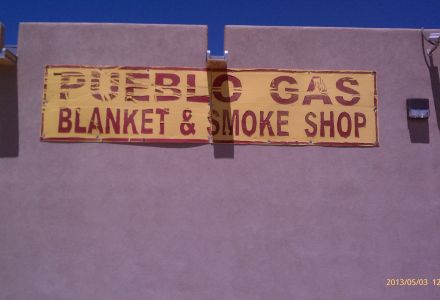 PUEBLO GAS
BLANKET & SMOKE SHOP
2013/05/03 12